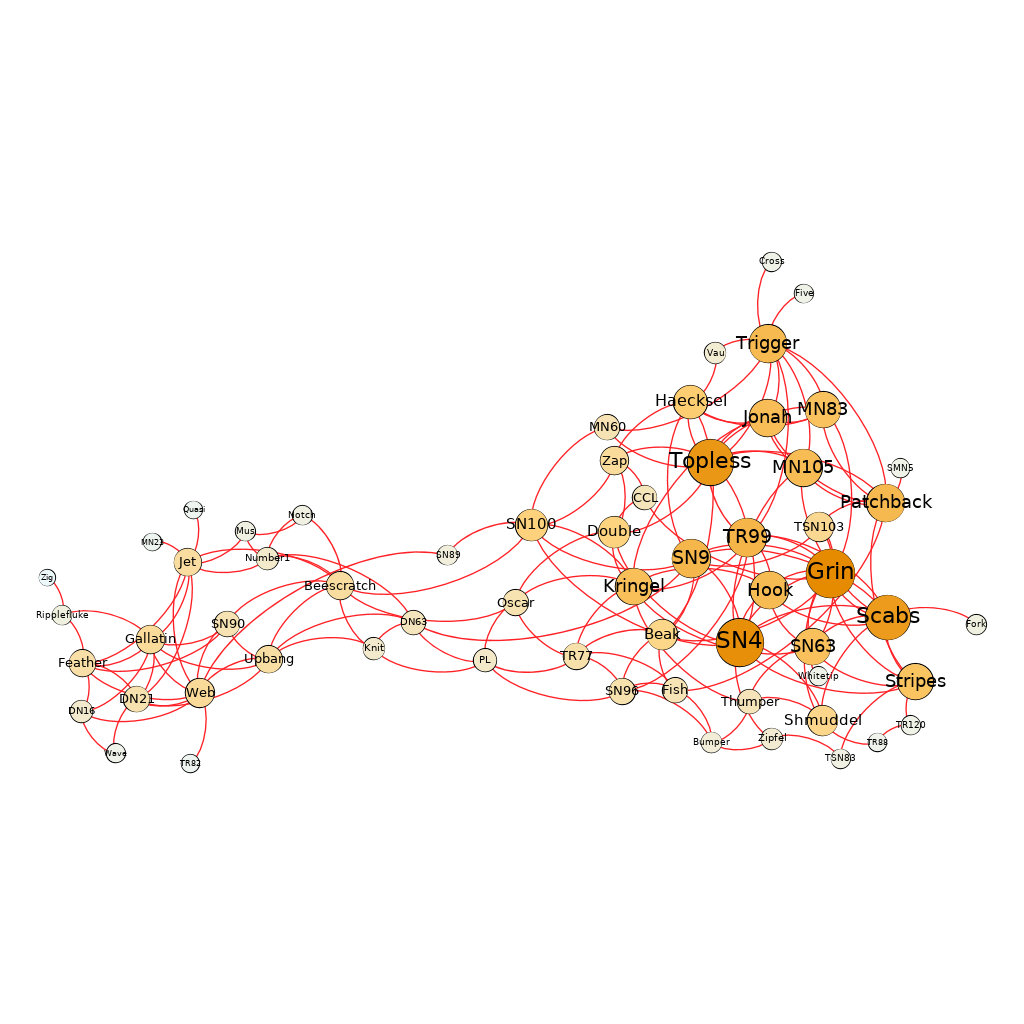 Cross
Five
Trigger
Vau
Haecksel
MN83
Jonah
MN60
Topless
Zap
MN105
SMN5
CCL
Patchback
Quasi
Notch
SN100
TSN103
Mus
Double
TR99
MN23
Number1
SN89
SN9
Jet
Grin
Zig
Beescratch
Kringel
Hook
Oscar
Ripplefluke
Scabs
SN90
DN63
Fork
Gallatin
Beak
SN4
SN63
Knit
Upbang
PL
TR77
Feather
Whitetip
Stripes
Web
SN96
Fish
DN21
Thumper
DN16
Shmuddel
TR120
Wave
Bumper
Zipfel
TR88
TSN83
TR82